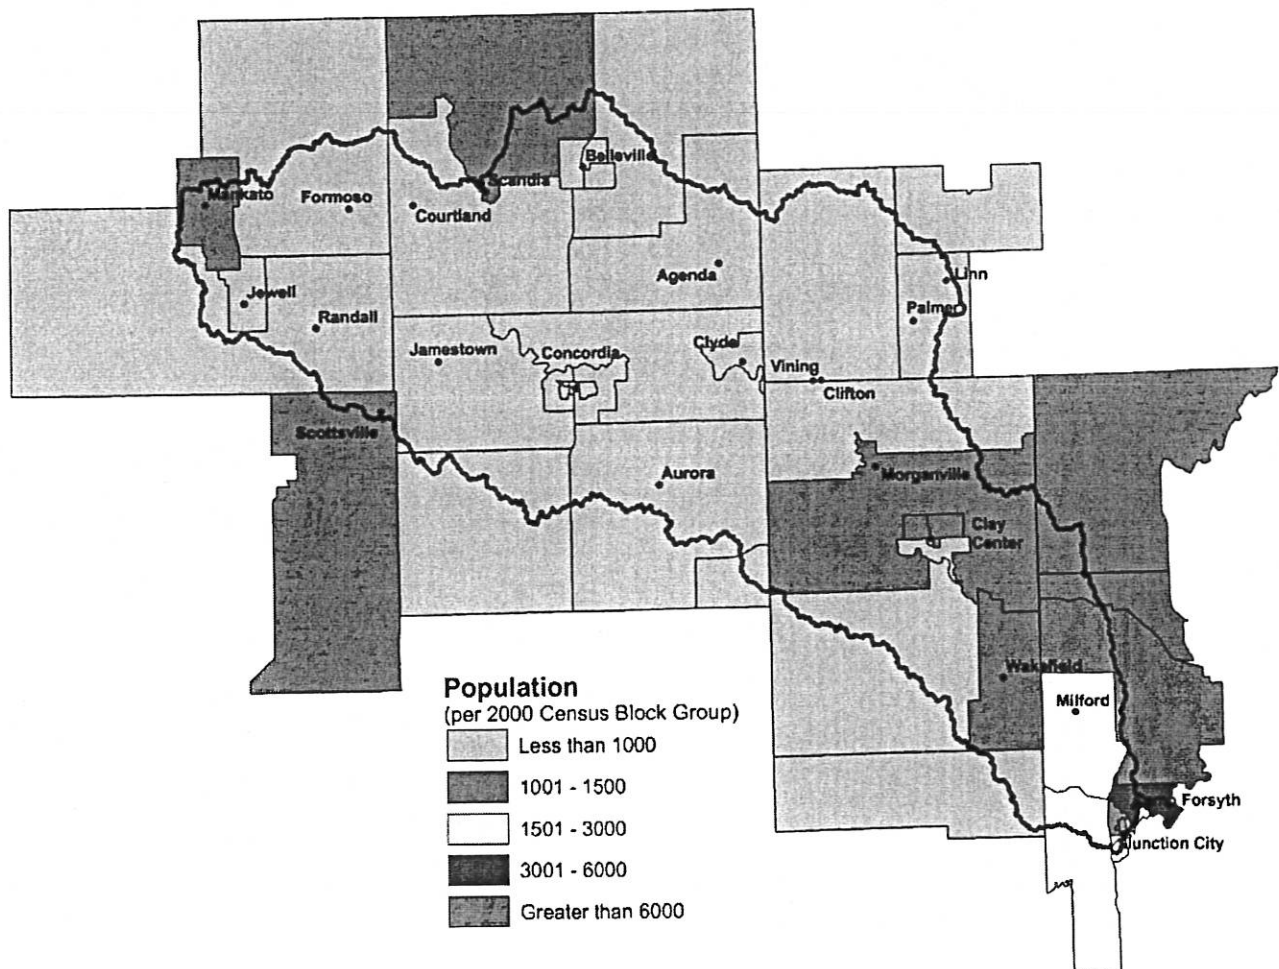 Belleville
Scandia
Mankato
Formoso
Courtland
Agenda
Linn
Jewell
Palmer
Randall
Jamestown
Concordia
Clyde
Vining
Clifton
Scottsville
Aurora
Morganville
Clay
Center
Wakefield
Milford
Forsyth
Junction City
Population
(per 2000 Census Block Group)
Less than 1000
1001 - 1500
1501 - 3000
3001 - 6000
Greater than 6000